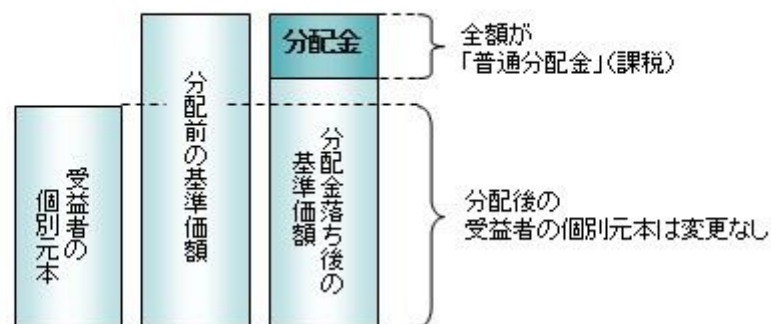 受益者の
個別元本
分配前の基準価額
分配金
分配金落ち後の
基準価額
全額が
「普通分配金」(課税)
分配後の
受益者の個別元本は変更なし